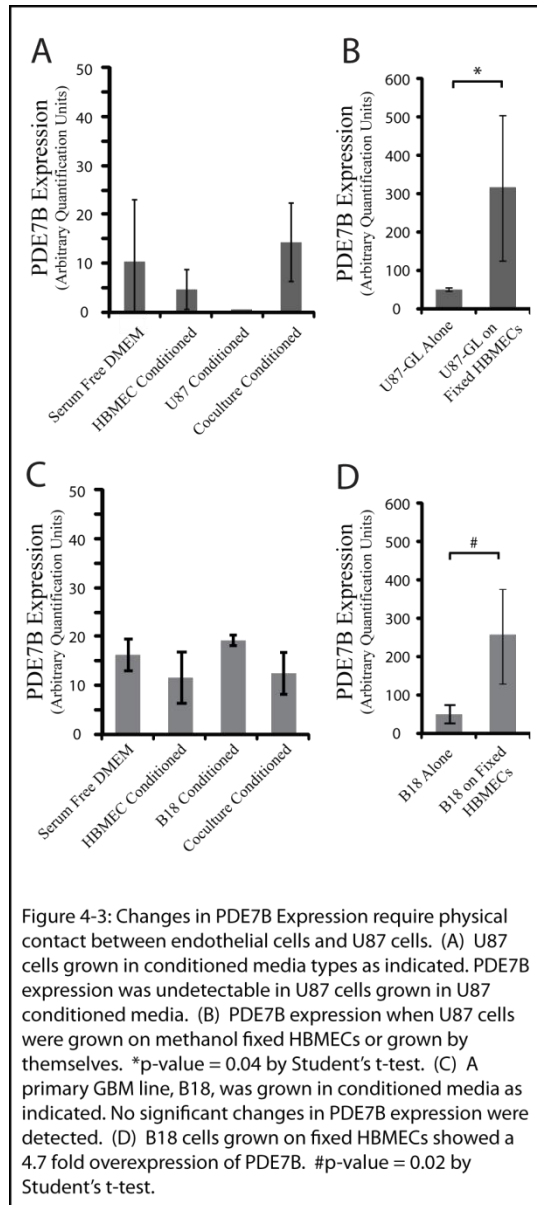 A
PDE7B Expression
(Arbitrary Quantification Units)
50
40
30
20
10
0
Serum Free DMEM
HBMEC Conditioned
U87 Conditioned
Coculture Conditioned
B
PDE7B Expression
(Arbitrary Quantification Units)
600
500
400
300
200
100
0
*
U87-GL Alone
U87-GL on
Fixed HBMECs
C
PDE7B Expression
(Arbitrary Quantification Units)
50
40
30
20
10
0
Serum Free DMEM
HBMEC Conditioned
B18 Conditioned
Coculture Conditioned
D
PDE7B Expression
(Arbitrary Quantification Units)
600
500
400
300
200
100
0
#
B18 Alone
B18 on Fixed
HBMECs
Figure 4-3: Changes in PDE7B Expression require physical
contact between endothelial cells and U87 cells. (A) U87
cells grown in conditioned media types as indicated. PDE7B
expression was undetectable in U87 cells grown in U87
conditioned media. (B) PDE7B expression when U87 cells
were grown on methanol fixed HBMECs or grown by
themselves. *p-value = 0.04 by Student's t-test. (C) A
primary GBM line, B18, was grown in conditioned media as
indicated. No significant changes in PDE7B expression were
detected. (D) B18 cells grown on fixed HBMECs showed a
4.7 fold overexpression of PDE7B. #p-value = 0.02 by
Student's t-test.